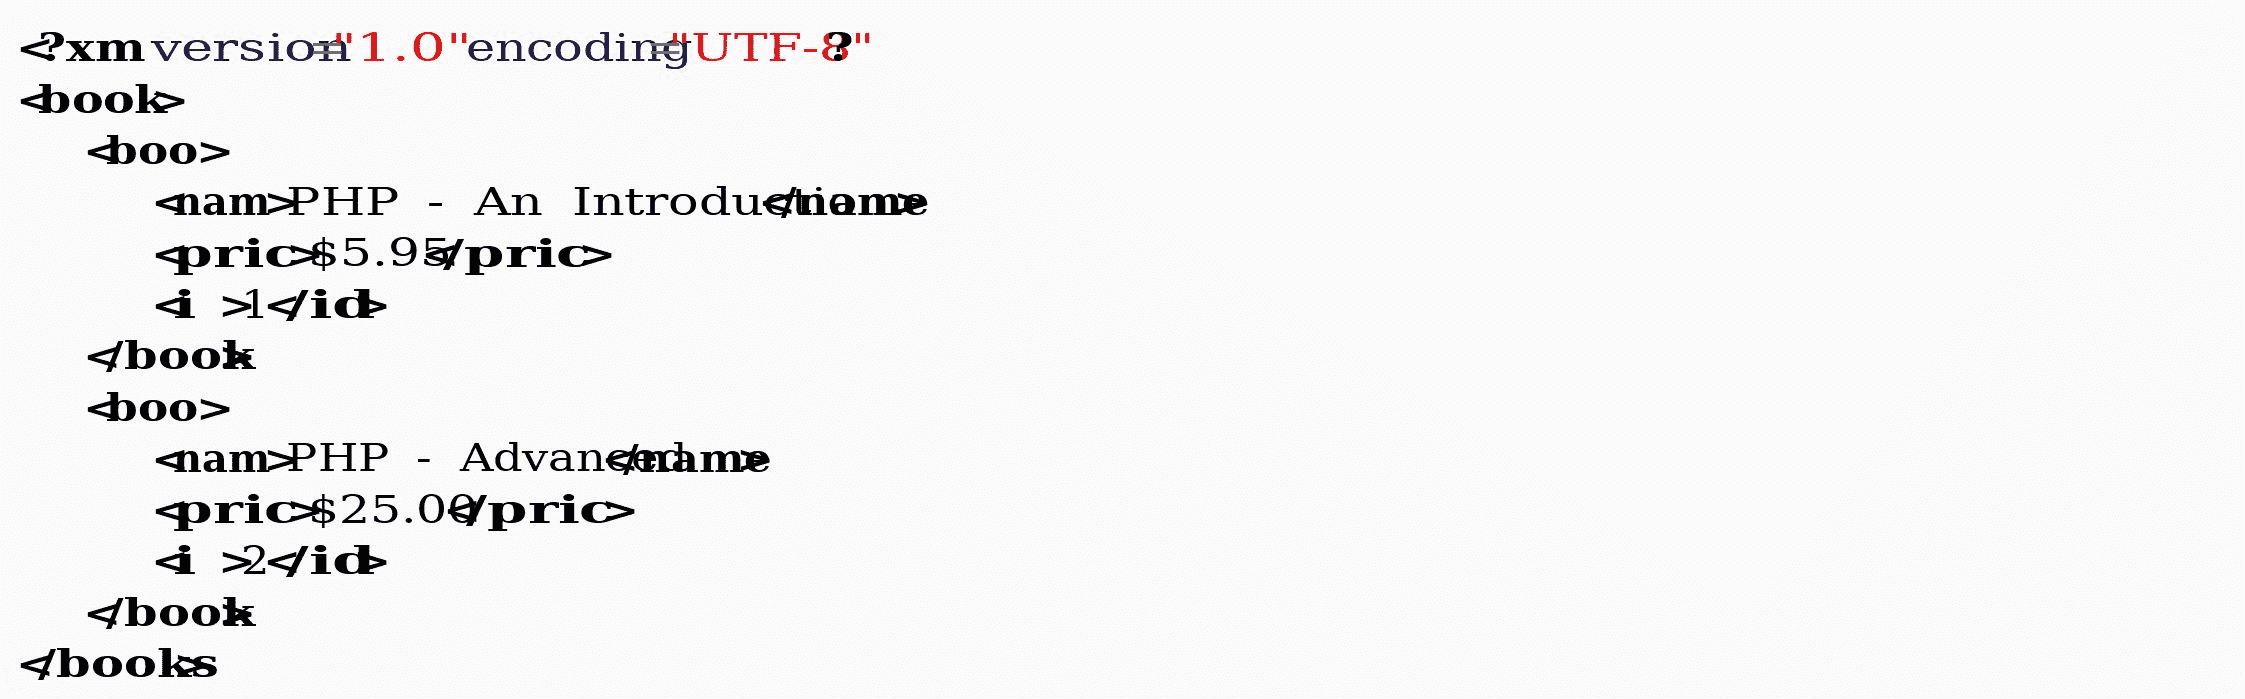 <?xm version="1.0" encoding="UTF-8"?
<book>
<boo>
<nam>PHP - An Introduction</name>
<pric>$5.95</pric>
<i >1</id>
</book>
<boo>
<nam>PHP - Advanced</name>
<pric>$25.00</pric>
<i >2</id>
</book>
</books>